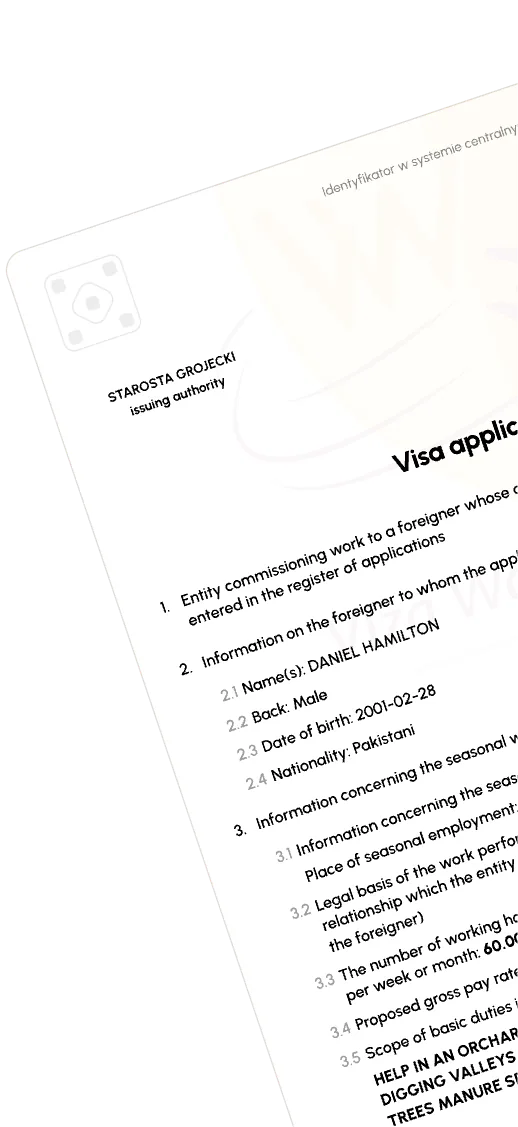 Identyfikator w systemie centralny
STAROSTA GROJECKI
issuing authority
Visa applic
1. Entity commissioning work to a foreigner whose
entered in the register of applications
2. Information on the foreigner to whom the appl
2.1 Name(s): DANIEL HAMILTON
2.2 Back: Male
2.3 Date of birth: 2001-02-28
2.4 Nationality: Pakistani
3. Information concerning the seasonal w
3.1 Information concerning the seas
Place of seasonal employment:
3.2 Legal basis of the work perfor
relationship which the entity
the foreigner)
3.3 The number of working ho
per week or month: 60.00
3.4 Proposed gross pay rate
3.5 Scope of basic duties i
HELP IN AN ORCHAR
DIGGING VALLEYS
TREES MANURE SP